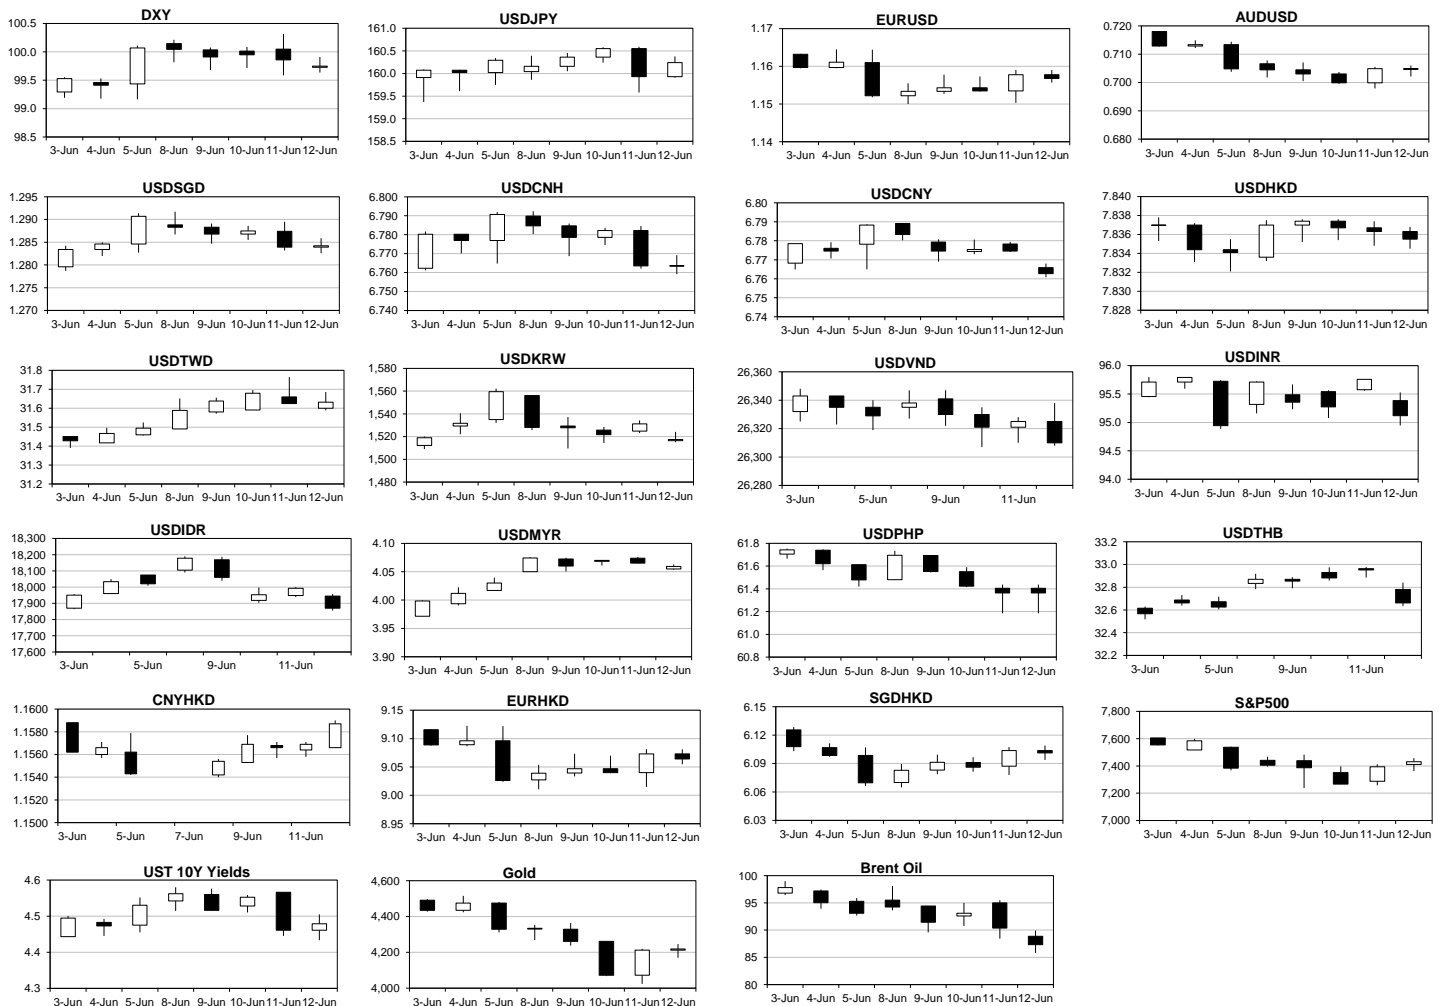 DXY
100.5
100.0
99.5
99.0
98.5
3-Jun 4-Jun 5-Jun 8-Jun 9-Jun 10-Jun 11-Jun 12-Jun
USDJPY
161.0
160.5
160.0
159.5
159.0
158.5
3-Jun 4-Jun 5-Jun 8-Jun 9-Jun 10-Jun 11-Jun 12-Jun
EURUSD
1.17
1.16
1.15
1.14
3-Jun 4-Jun 5-Jun 8-Jun 9-Jun 10-Jun 11-Jun 12-Jun
AUDUSD
0.720
0.710
0.700
0.690
0.680
3-Jun 4-Jun 5-Jun 8-Jun 9-Jun 10-Jun 11-Jun 12-Jun
USDSGD
1.295
1.290
1.285
1.280
1.275
1.270
3-Jun 4-Jun 5-Jun 8-Jun 9-Jun 10-Jun 11-Jun 12-Jun
USDCNH
6.800
6.790
6.780
6.770
6.760
6.750
6.740
3-Jun 4-Jun 5-Jun 8-Jun 9-Jun 10-Jun 11-Jun 12-Jun
USDCNY
6.80
6.79
6.78
6.77
6.76
6.75
6.74
3-Jun 4-Jun 5-Jun 8-Jun 9-Jun 10-Jun 11-Jun 12-Jun
USDHKD
7.840
7.838
7.836
7.834
7.832
7.830
7.828
3-Jun 4-Jun 5-Jun 8-Jun 9-Jun 10-Jun 11-Jun 12-Jun
USDTWD
31.8
31.7
31.6
31.5
31.4
31.3
31.2
3-Jun 4-Jun 5-Jun 8-Jun 9-Jun 10-Jun 11-Jun 12-Jun
USDKRW
1,580
1,560
1,540
1,520
1,500
1,480
3-Jun 4-Jun 5-Jun 8-Jun 9-Jun 10-Jun 11-Jun 12-Jun
USDVND
26,360
26,340
26,320
26,300
26,280
3-Jun 5-Jun 9-Jun 11-Jun
USDINR
96.0
95.5
95.0
94.5
94.0
3-Jun 4-Jun 5-Jun 8-Jun 9-Jun 10-Jun 11-Jun 12-Jun
USDIDR
18,300
18,200
18,100
18,000
17,900
17,800
17,700
17,600
3-Jun 5-Jun 9-Jun 11-Jun
USDMYR
4.10
4.05
4.00
3.95
3.90
3-Jun 4-Jun 5-Jun 8-Jun 9-Jun 10-Jun 11-Jun 12-Jun
USDPHP
61.8
61.6
61.4
61.2
61.0
60.8
3-Jun 4-Jun 5-Jun 8-Jun 9-Jun 10-Jun 11-Jun 12-Jun
USDTHB
33.2
33.0
32.8
32.6
32.4
32.2
3-Jun 5-Jun 9-Jun 11-Jun
CNYHKD
1.1600
1.1580
1.1560
1.1540
1.1520
1.1500
3-Jun 5-Jun 7-Jun 9-Jun 11-Jun
EURHKD
9.15
9.10
9.05
9.00
8.95
3-Jun 4-Jun 5-Jun 8-Jun 9-Jun 10-Jun 11-Jun 12-Jun
SGDHKD
6.15
6.12
6.09
6.06
6.03
3-Jun 4-Jun 5-Jun 8-Jun 9-Jun 10-Jun 11-Jun 12-Jun
S&P500
7,800
7,600
7,400
7,200
7,000
3-Jun 4-Jun 5-Jun 8-Jun 9-Jun 10-Jun 11-Jun 12-Jun
UST 10Y Yields
4.6
4.5
4.4
4.3
3-Jun 4-Jun 5-Jun 8-Jun 9-Jun 10-Jun 11-Jun 12-Jun
Gold
4,600
4,400
4,200
4,000
3-Jun 4-Jun 5-Jun 8-Jun 9-Jun 10-Jun 11-Jun 12-Jun
Brent Oil
100
95
90
85
80
3-Jun 4-Jun 5-Jun 8-Jun 9-Jun 10-Jun 11-Jun 12-Jun